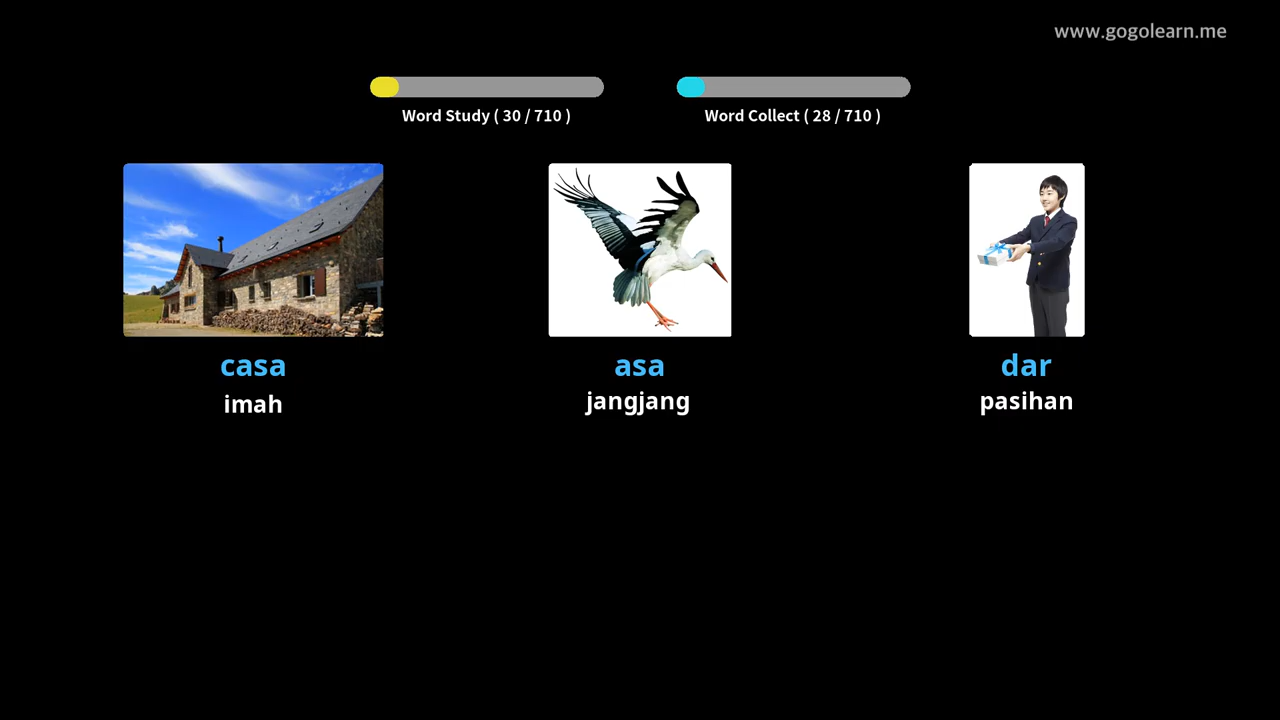 www.gogolearn.me
Word Study ( 30 / 710 )
Word Collect ( 28 / 710 )
casa
imah
asa
jangjang
dar
pasihan